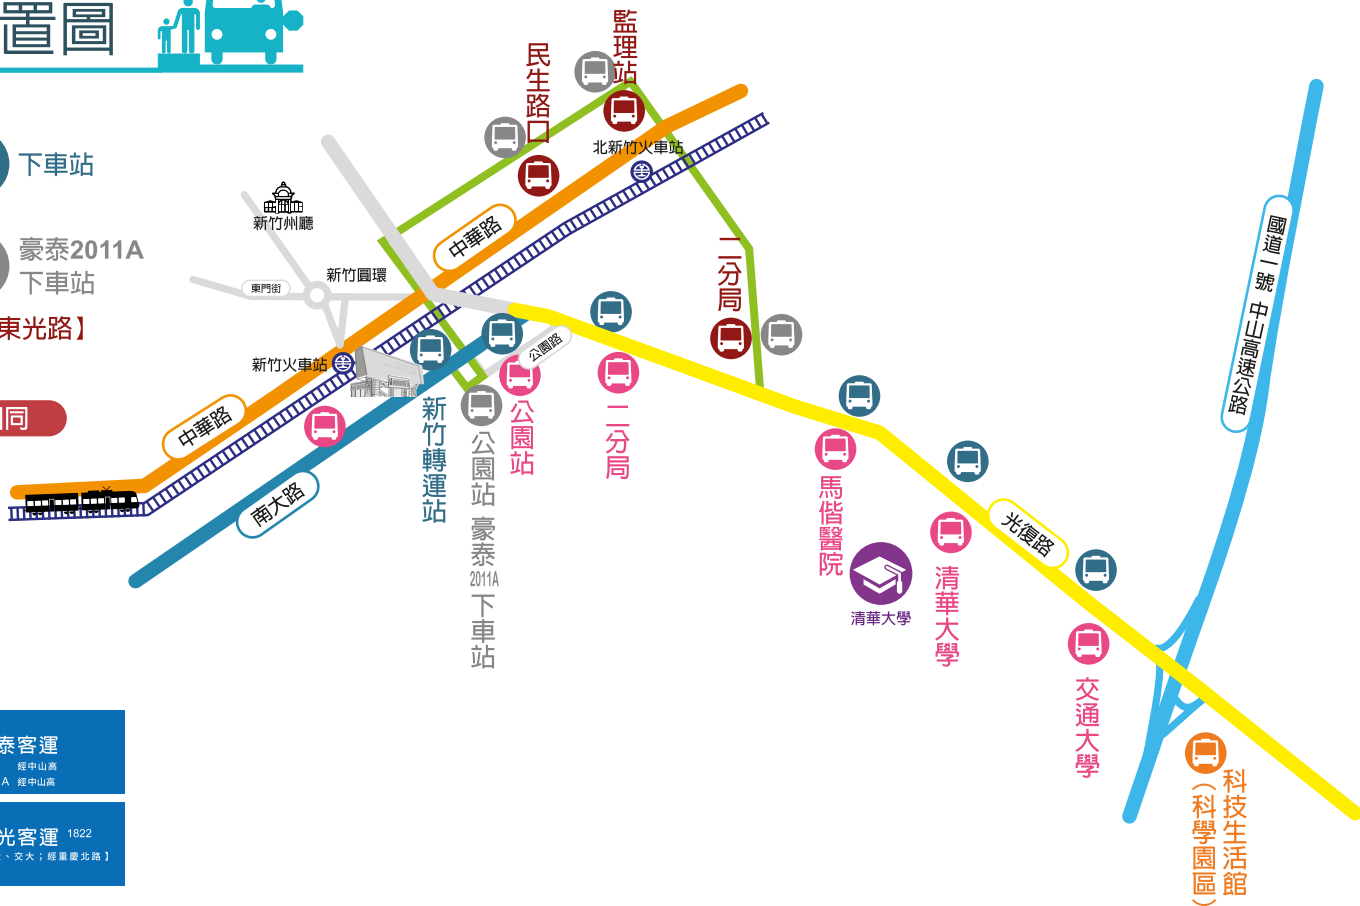 置圖
下車站
豪泰2011A
下車站
東光路】
同
監理站
民生路口
北新竹火車站
新竹州廳
新竹圓環
東門街
中華路
新竹火車站
公園路
二分局
國道一號 中山高速公路
中華路
南大路
新竹轉運站
公園站 豪泰2011A 下車站
公園站
二分局
馬偕醫院
清華大學
清華大學
光復路
交通大學
科技生活館
(科學園區)
泰客運
經中山高
A 經中山高
光客運 1822
、交大；經重慶北路】